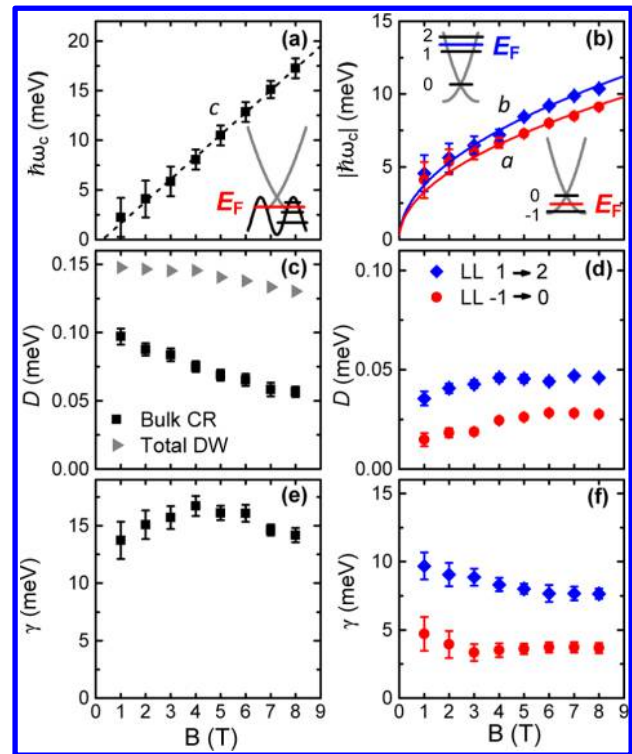 (a)
20
15
10
5
0
ħω_c (meV)
c
E_F
(b)
15
10
5
0
|ħω_c| (meV)
2
1
0
E_F
b
a
0
-1
E_F
(c)
0.15
0.10
0.05
0.00
D (meV)
Bulk CR
Total DW
(d)
0.10
0.05
0.00
D (meV)
LL 1→2
LL -1→0
(e)
15
10
5
0
γ (meV)
0 1 2 3 4 5 6 7 8 9
B (T)
(f)
15
10
5
0
γ (meV)
0 1 2 3 4 5 6 7 8 9
B (T)